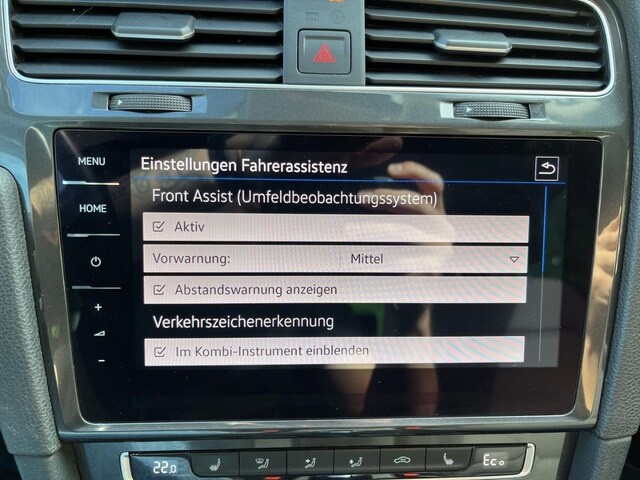 MENU
Einstellungen Fahrerassistenz
Front Assist (Umfeldbeobachtungssystem)
HOME
Aktiv
Vorwarnung: Mittel
Abstandswarnung anzeigen
+
Verkehrszeichenerkennung
-
Im Kombi-Instrument einblenden
22.0
Eco